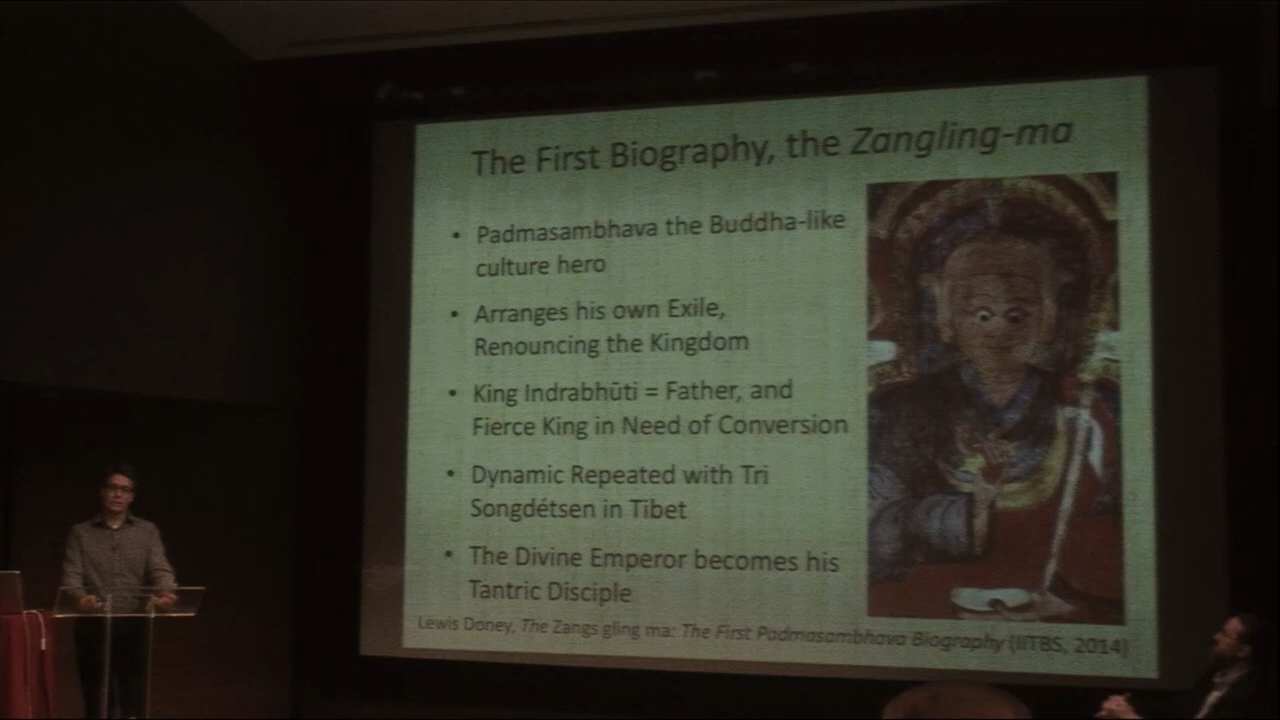 The First Biography, the Zangling-ma
• Padmasambhava the Buddha-like
culture hero
• Arranges his own Exile,
Renouncing the Kingdom
• King Indrabhūti = Father, and
Fierce King in Need of Conversion
• Dynamic Repeated with Tri
Songdétsen in Tibet
• The Divine Emperor becomes his
Tantric Disciple
Lewis Doney, The Zangs gling ma: The First Padmasambhava Biography (IITBS, 2014)